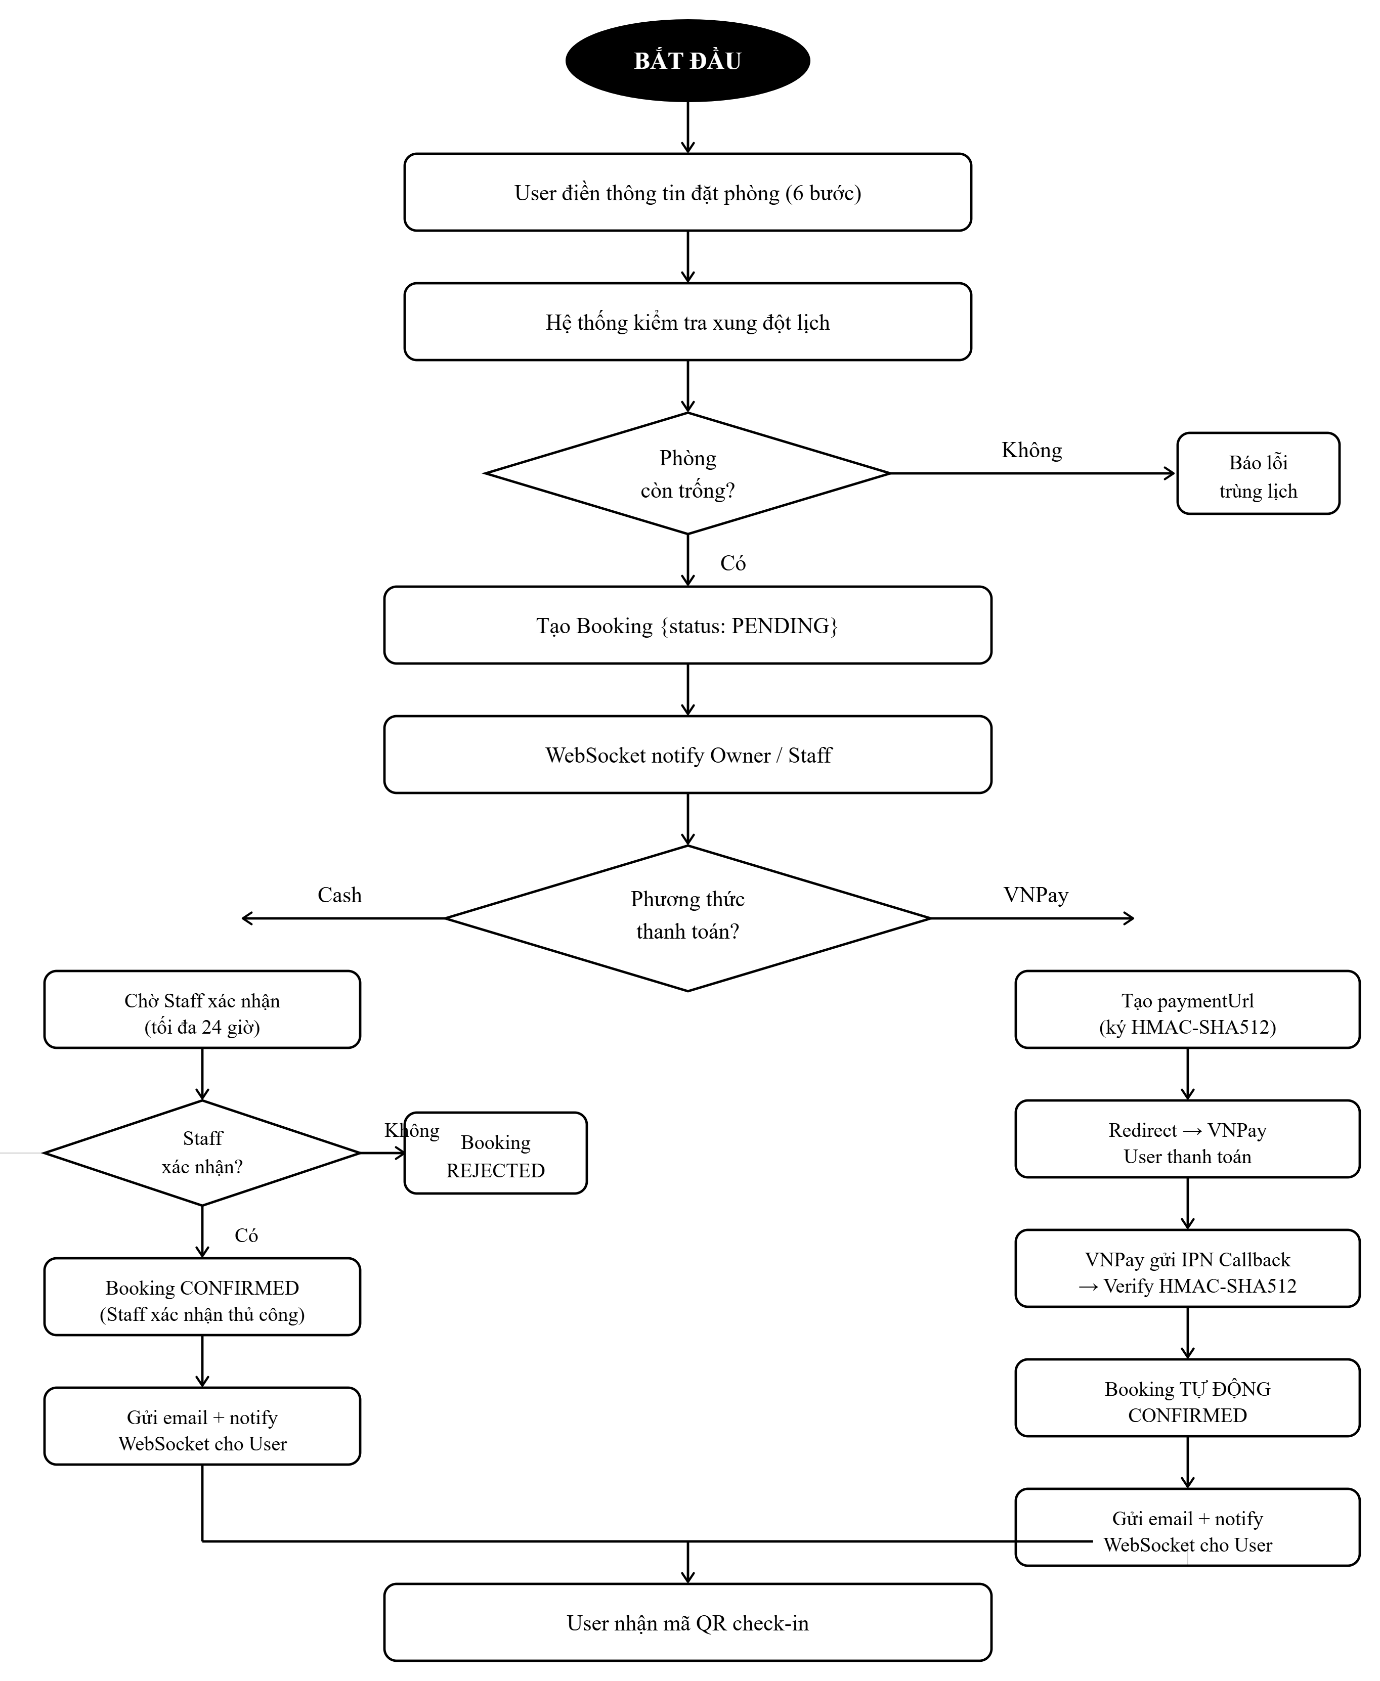 BẮT ĐẦU
User điền thông tin đặt phòng (6 bước)
Hệ thống kiểm tra xung đột lịch
Phòng
còn trống?
Không
Báo lỗi
trùng lịch
Có
Tạo Booking {status: PENDING}
WebSocket notify Owner / Staff
Phương thức
thanh toán?
Cash
VNPay
Chờ Staff xác nhận
(tối đa 24 giờ)
Staff
xác nhận?
Không
Booking
REJECTED
Có
Booking CONFIRMED
(Staff xác nhận thủ công)
Gửi email + notify
WebSocket cho User
Tạo paymentUrl
(ký HMAC-SHA512)
Redirect → VNPay
User thanh toán
VNPay gửi IPN Callback
→ Verify HMAC-SHA512
Booking TỰ ĐỘNG
CONFIRMED
Gửi email + notify
WebSocket cho User
User nhận mã QR check-in